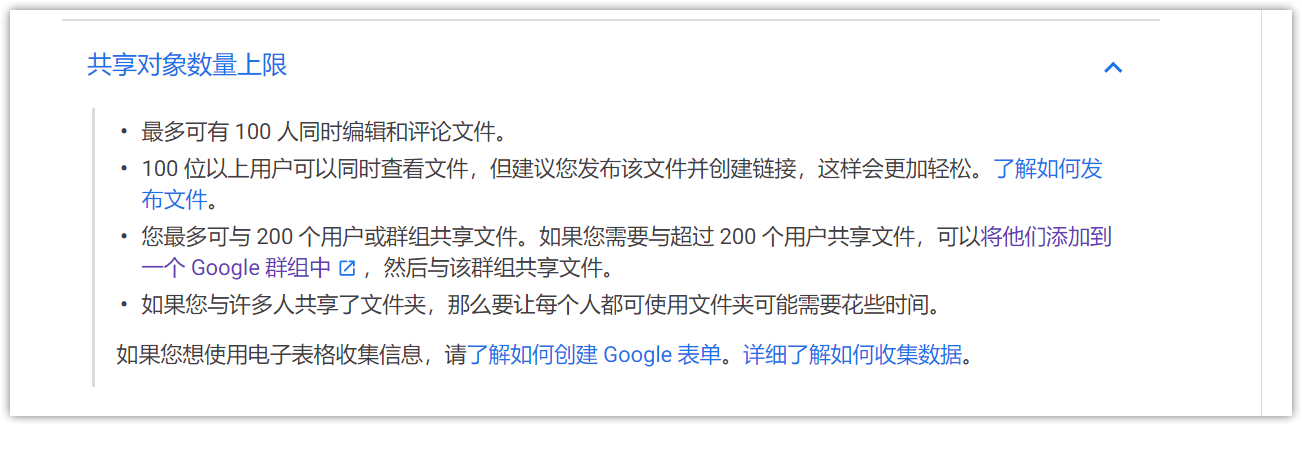 共享对象数量上限
• 最多可有 100 人同时编辑和评论文件。
• 100 位以上用户可以同时查看文件，但建议您发布该文件并创建链接，这样会更加轻松。了解如何发
布文件。
• 您最多可与 200 个用户或群组共享文件。如果您需要与超过 200 个用户共享文件，可以将他们添加到
一个 Google 群组中 ，然后与该群组共享文件。
• 如果您与许多人共享了文件夹，那么要让每个人都可使用文件夹可能需要花些时间。
如果您想使用电子表格收集信息，请了解如何创建 Google 表单。详细了解如何收集数据。